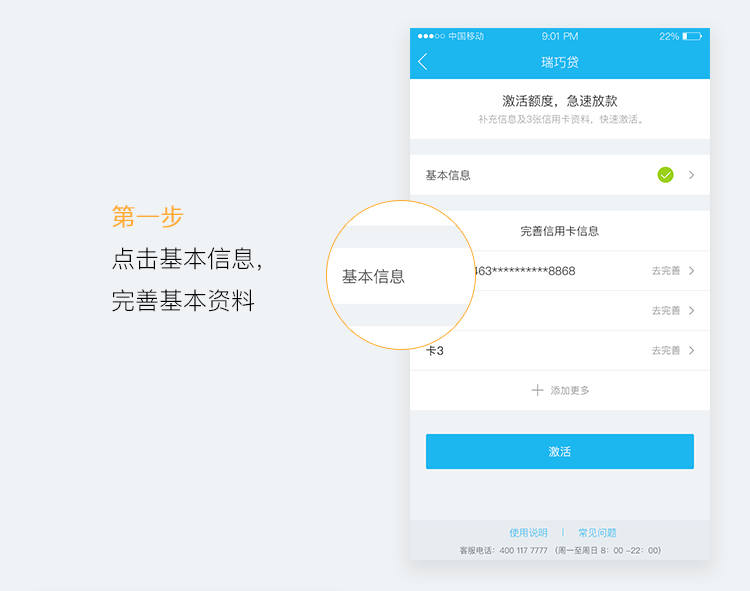 中国移动 9:01 PM 22%
瑞巧贷
激活额度，急速放款
补充信息及3张信用卡资料，快速激活。
基本信息
第一步
点击基本信息，
完善基本资料
基本信息
完善信用卡信息
463**********8868 去完善
去完善
卡3 去完善
添加更多
激活
使用说明 | 常见问题
客服电话：400 117 7777 （周一至周日 8：00 -22：00）